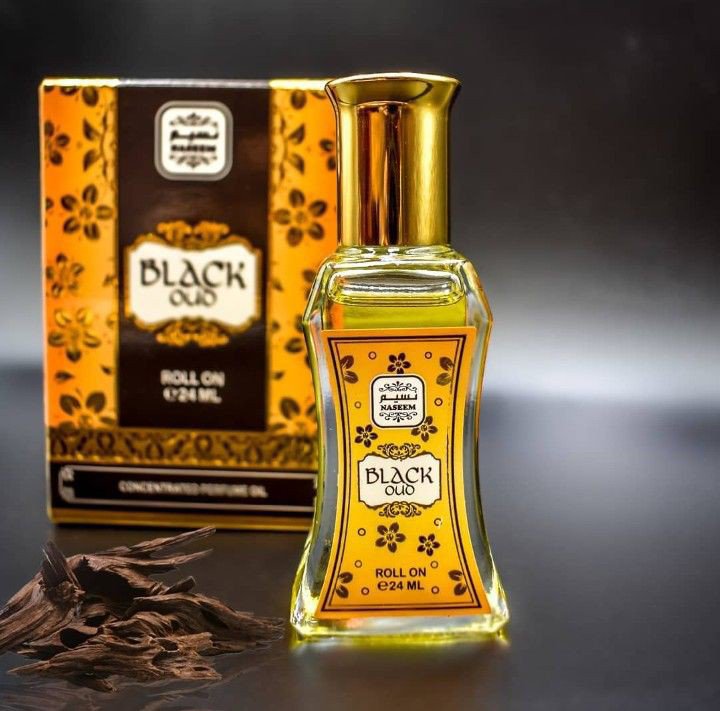 نسيم
NASEEM
BLACK
OUD
ROLL ON
℮24 ML
CONCENTRATED PERFUME OIL
نسيم
NASEEM
BLACK
OUD
ROLL ON
℮24 ML